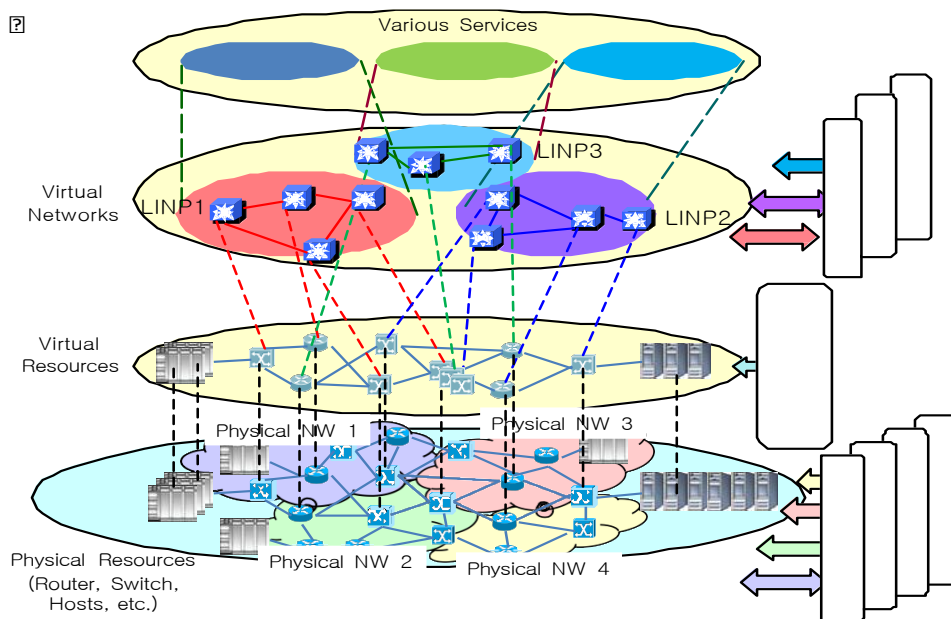 Various Services
LINP3
Virtual
Networks
LINP1
LINP2
Virtual
Resources
Physical NW 1
Physical NW 3
Physical Resources
(Router, Switch,
Hosts, etc.)
Physical NW 2
Physical NW 4